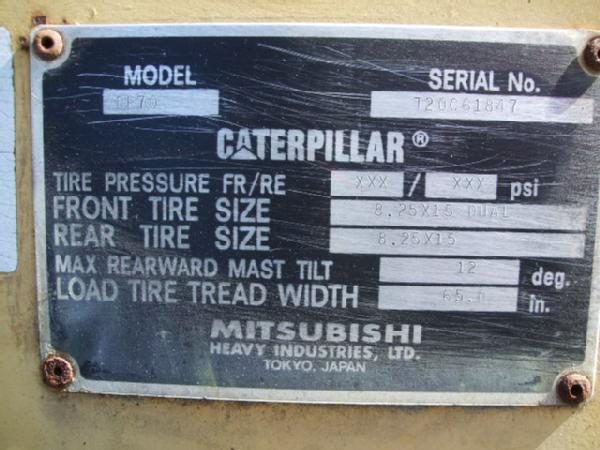 MODEL SERIAL No.
T20C61847
CATERPILLAR®
TIRE PRESSURE FR/RE XXX / XXX psi
FRONT TIRE SIZE 8.25X15 DUAL
REAR TIRE SIZE 8.25X15
MAX REARWARD MAST TILT 12 deg.
LOAD TIRE TREAD WIDTH in.
MITSUBISHI
HEAVY INDUSTRIES, LTD.
TOKYO, JAPAN